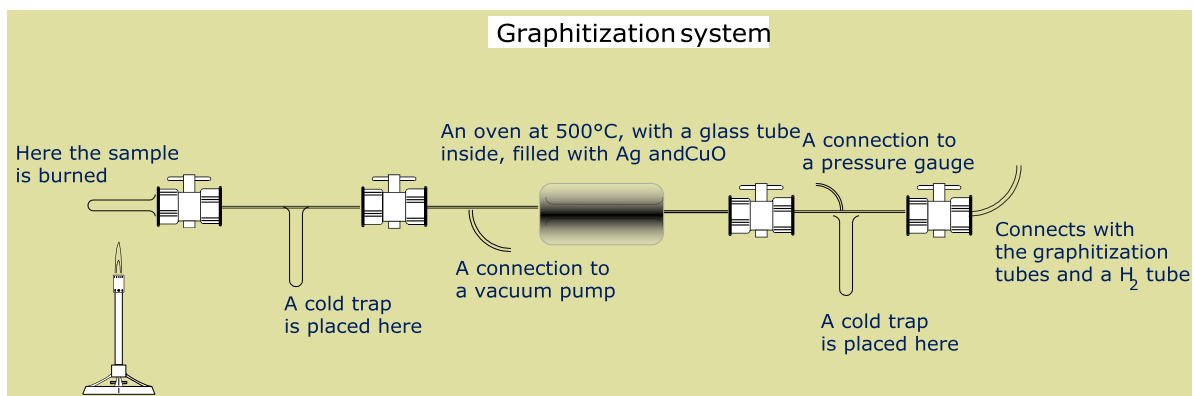 Graphitization system
An oven at 500°C, with a glass tube
inside, filled with Ag andCuO
A connection to
a pressure gauge
Here the sample
is burned
Connects with
the graphitization
tubes and a H2 tube
A connection to
a vacuum pump
A cold trap
is placed here
A cold trap
is placed here